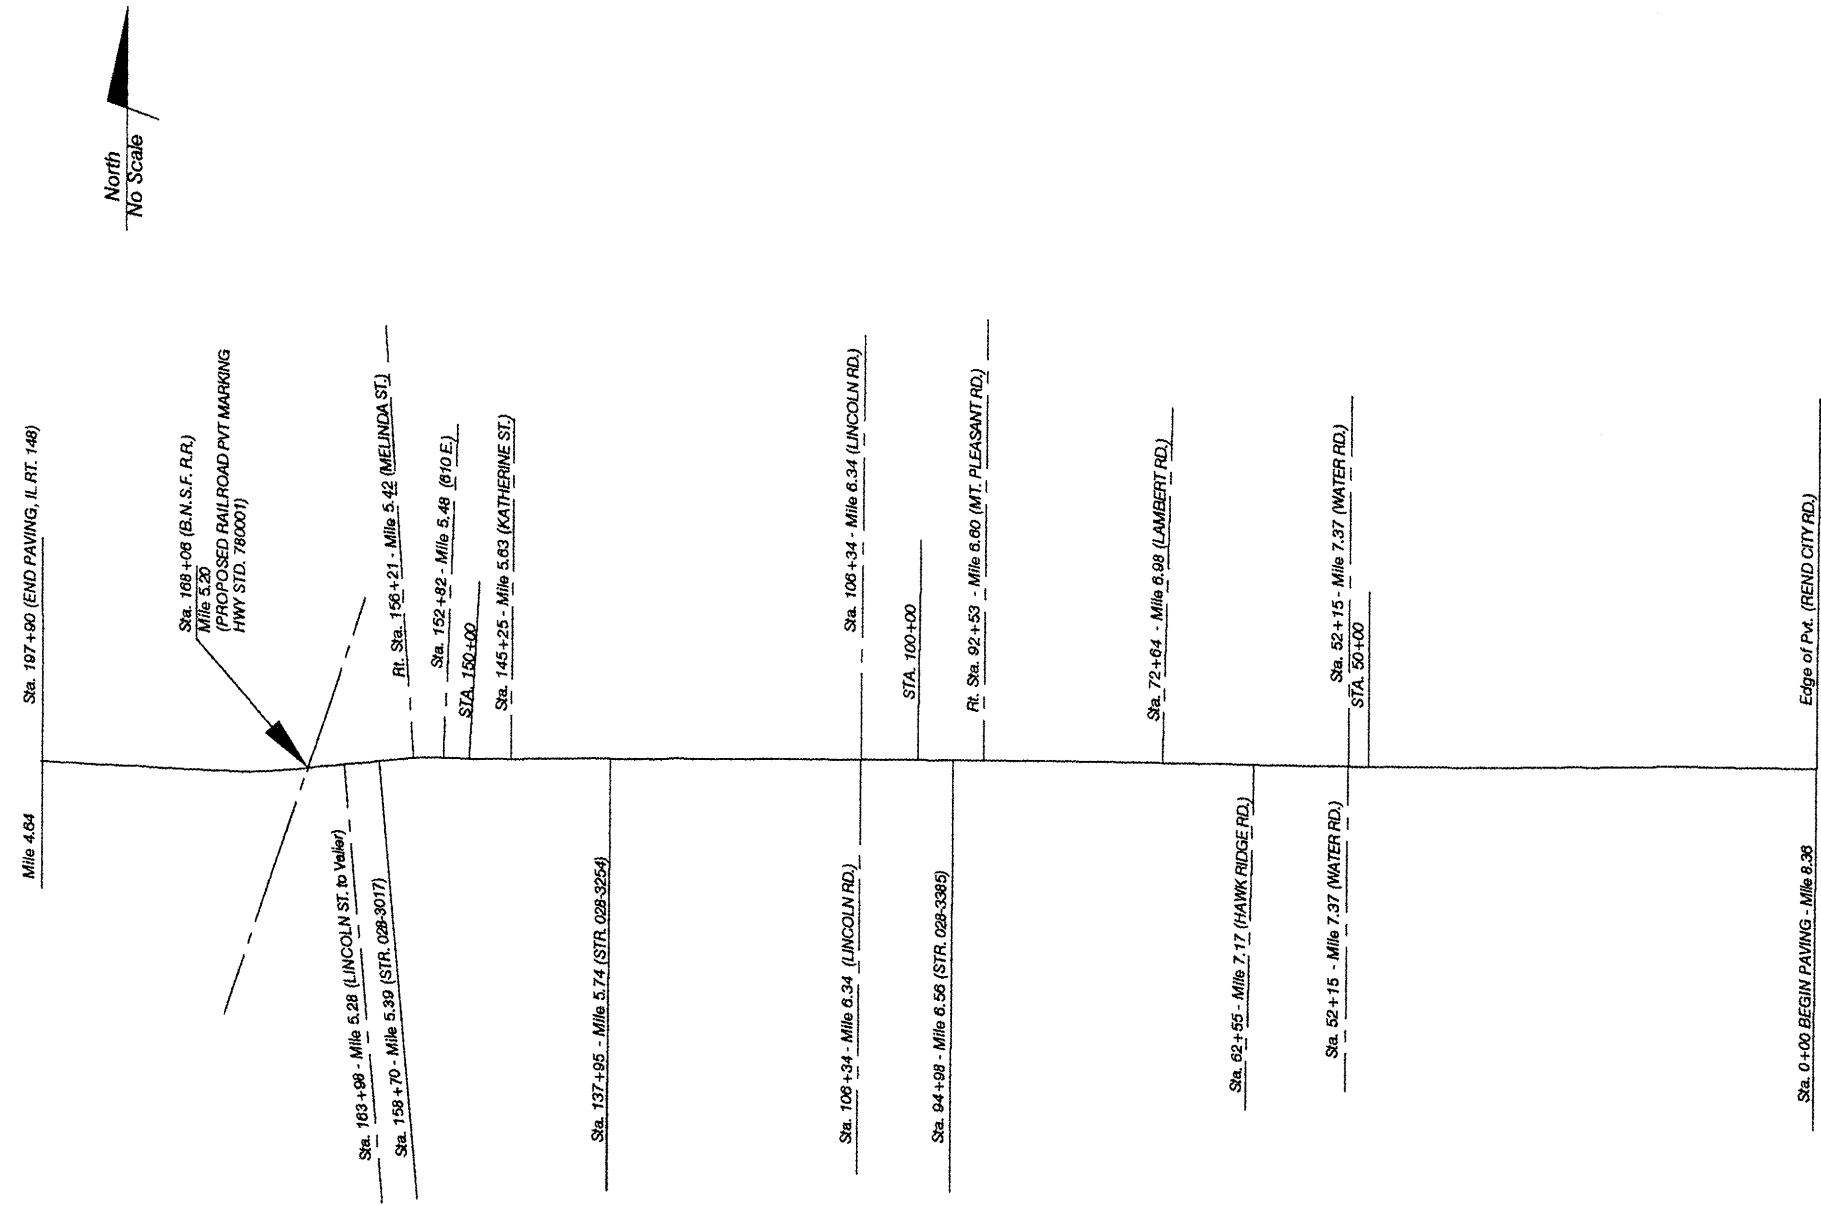 North
No Scale
Sta. 197+90 (END PAVING, IL RT. 148)
Mile 4.64
Sta. 168+06 (B.N.S.F. R.R.)
Mile 5.20
(PROPOSED RAILROAD PVT MARKING
HWY STD. 780001)
Sta. 163+98 - Mile 5.28 (LINCOLN ST. to Valier)
Sta. 158+70 - Mile 5.39 (STR. 028-3017)
Rt. Sta. 156+21 - Mile 5.42 (MELINDA ST.)
Sta. 152+82 - Mile 5.48 (610 E.)
STA. 150+00
Sta. 145+25 - Mile 5.63 (KATHERINE ST.)
Sta. 137+95 - Mile 5.74 (STR. 028-3254)
Sta. 106+34 - Mile 6.34 (LINCOLN RD.)
Sta. 106+34 - Mile 6.34 (LINCOLN RD.)
STA. 100+00
Sta. 94+98 - Mile 6.56 (STR. 028-3385)
Rt. Sta. 92+53 - Mile 6.60 (MT. PLEASANT RD.)
Sta. 72+64 - Mile 6.98 (LAMBERT RD.)
Sta. 62+55 - Mile 7.17 (HAWK RIDGE RD.)
Sta. 52+15 - Mile 7.37 (WATER RD.)
Sta. 52+15 - Mile 7.37 (WATER RD.)
STA. 50+00
Edge of Pvt. (REND CITY RD.)
Sta. 0+00 BEGIN PAVING - Mile 8.36